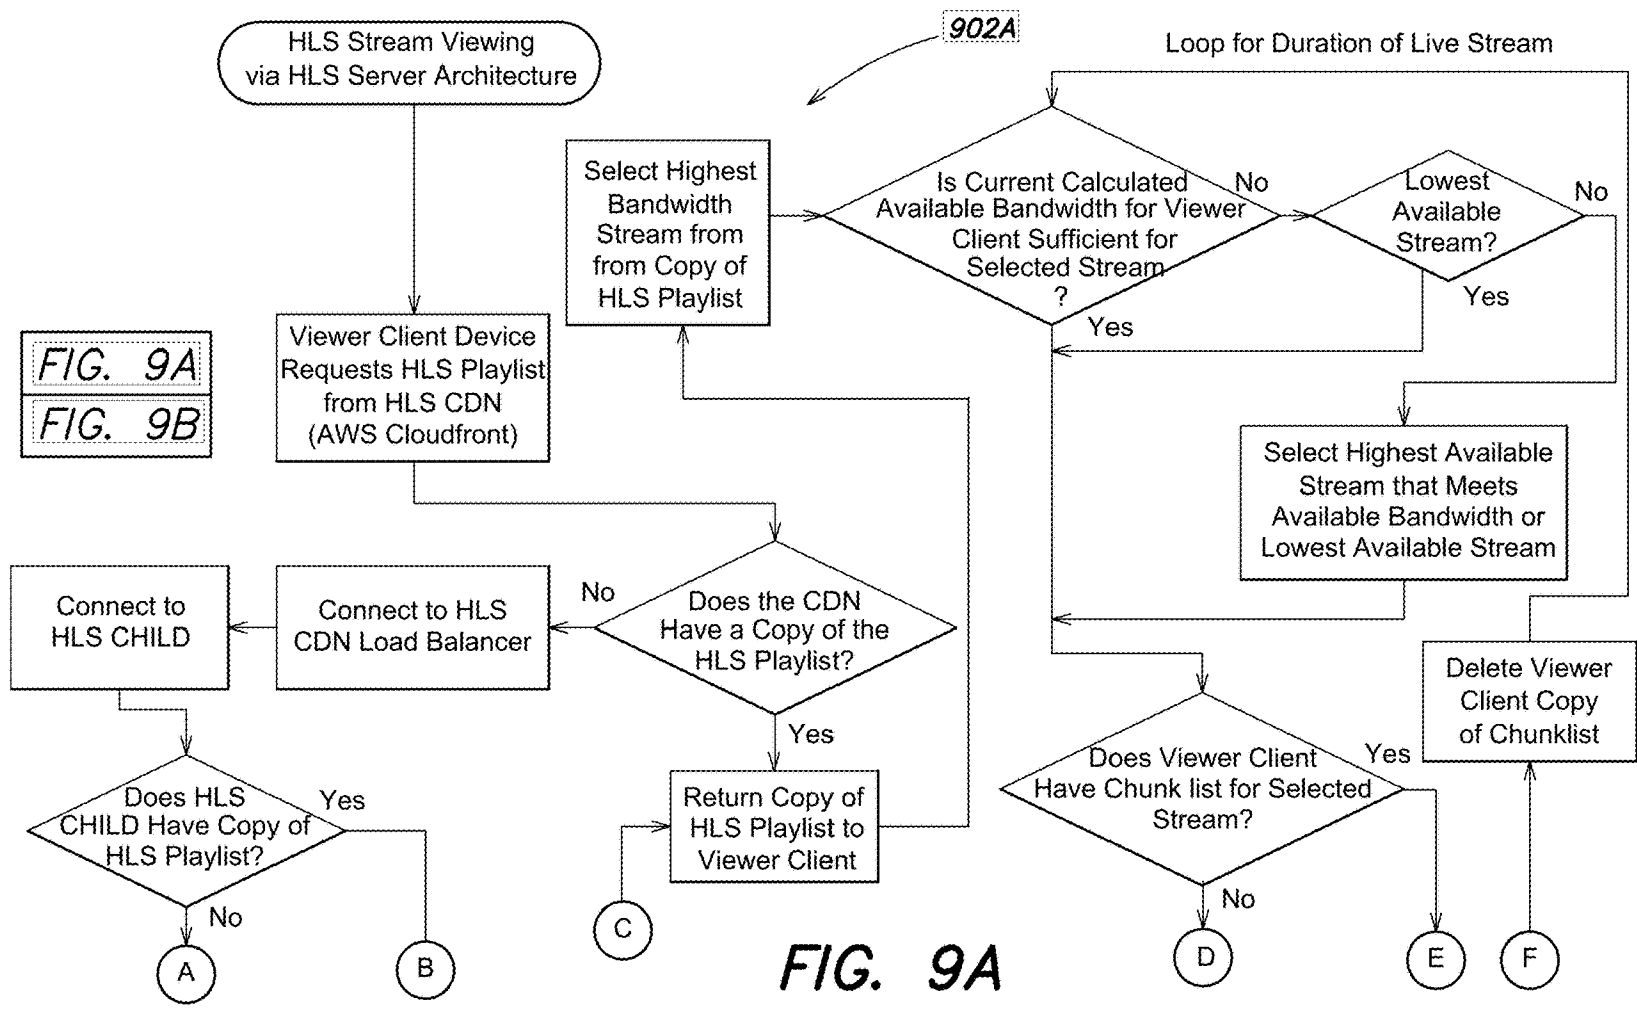 902A
HLS Stream Viewing
via HLS Server Architecture
Loop for Duration of Live Stream
Select Highest
Bandwidth
Stream from
from Copy of
HLS Playlist
Is Current Calculated
Available Bandwidth for Viewer
Client Sufficient for
Selected Stream
?
No
Yes
Lowest
Available
Stream?
No
Yes
FIG. 9A
FIG. 9B
Viewer Client Device
Requests HLS Playlist
from HLS CDN
(AWS Cloudfront)
Select Highest Available
Stream that Meets
Available Bandwidth or
Lowest Available Stream
Connect to
HLS CHILD
Connect to HLS
CDN Load Balancer
No
Does the CDN
Have a Copy of the
HLS Playlist?
Yes
Delete Viewer
Client Copy
of Chunklist
Does HLS
CHILD Have Copy of
HLS Playlist?
Yes
No
Return Copy of
HLS Playlist to
Viewer Client
Does Viewer Client
Have Chunk list for Selected
Stream?
Yes
No
A
B
C
D
E
F
FIG. 9A